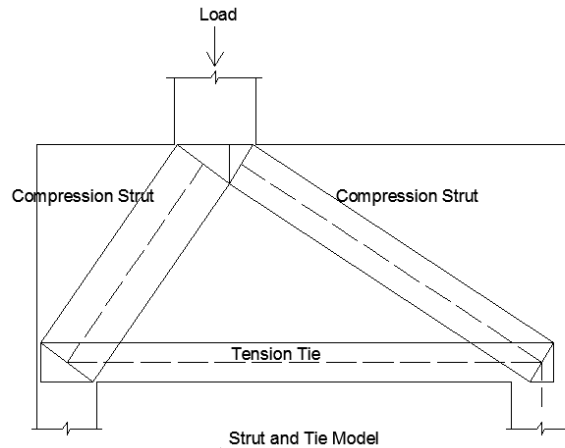 Load
Compression Strut
Compression Strut
Tension Tie
Strut and Tie Model